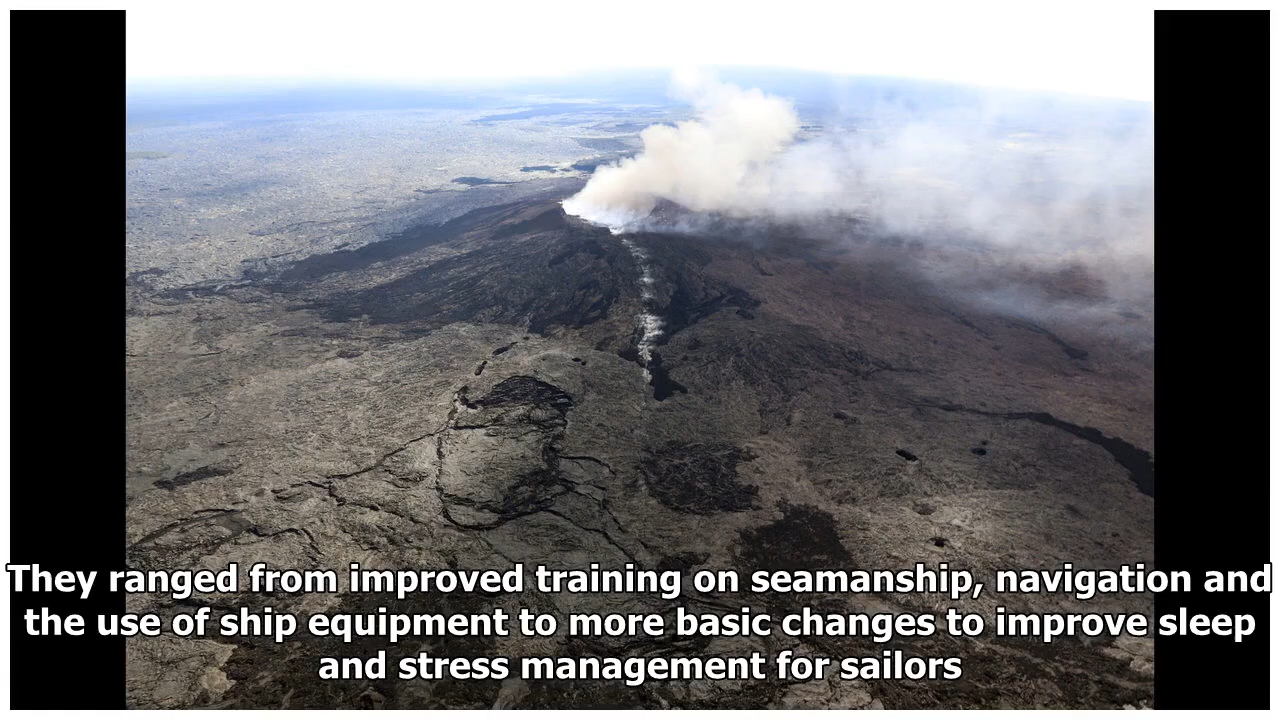 They ranged from improved training on seamanship, navigation and
the use of ship equipment to more basic changes to improve sleep
and stress management for sailors